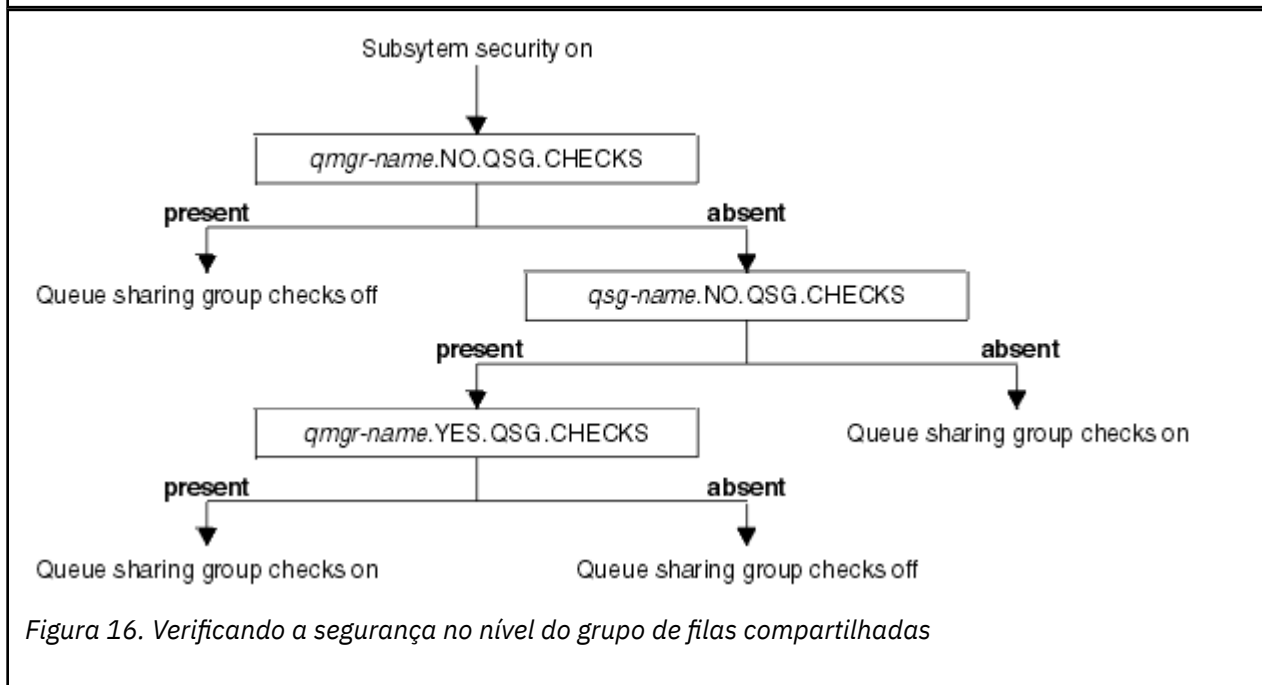 Subsytem security on
qmgr-name.NO.QSG.CHECKS
present absent
Queue sharing group checks off
qsg-name.NO.QSG.CHECKS
present absent
qmgr-name.YES.QSG.CHECKS
Queue sharing group checks on
present absent
Queue sharing group checks on
Queue sharing group checks off
Figura 16. Verificando a segurança no nível do grupo de filas compartilhadas